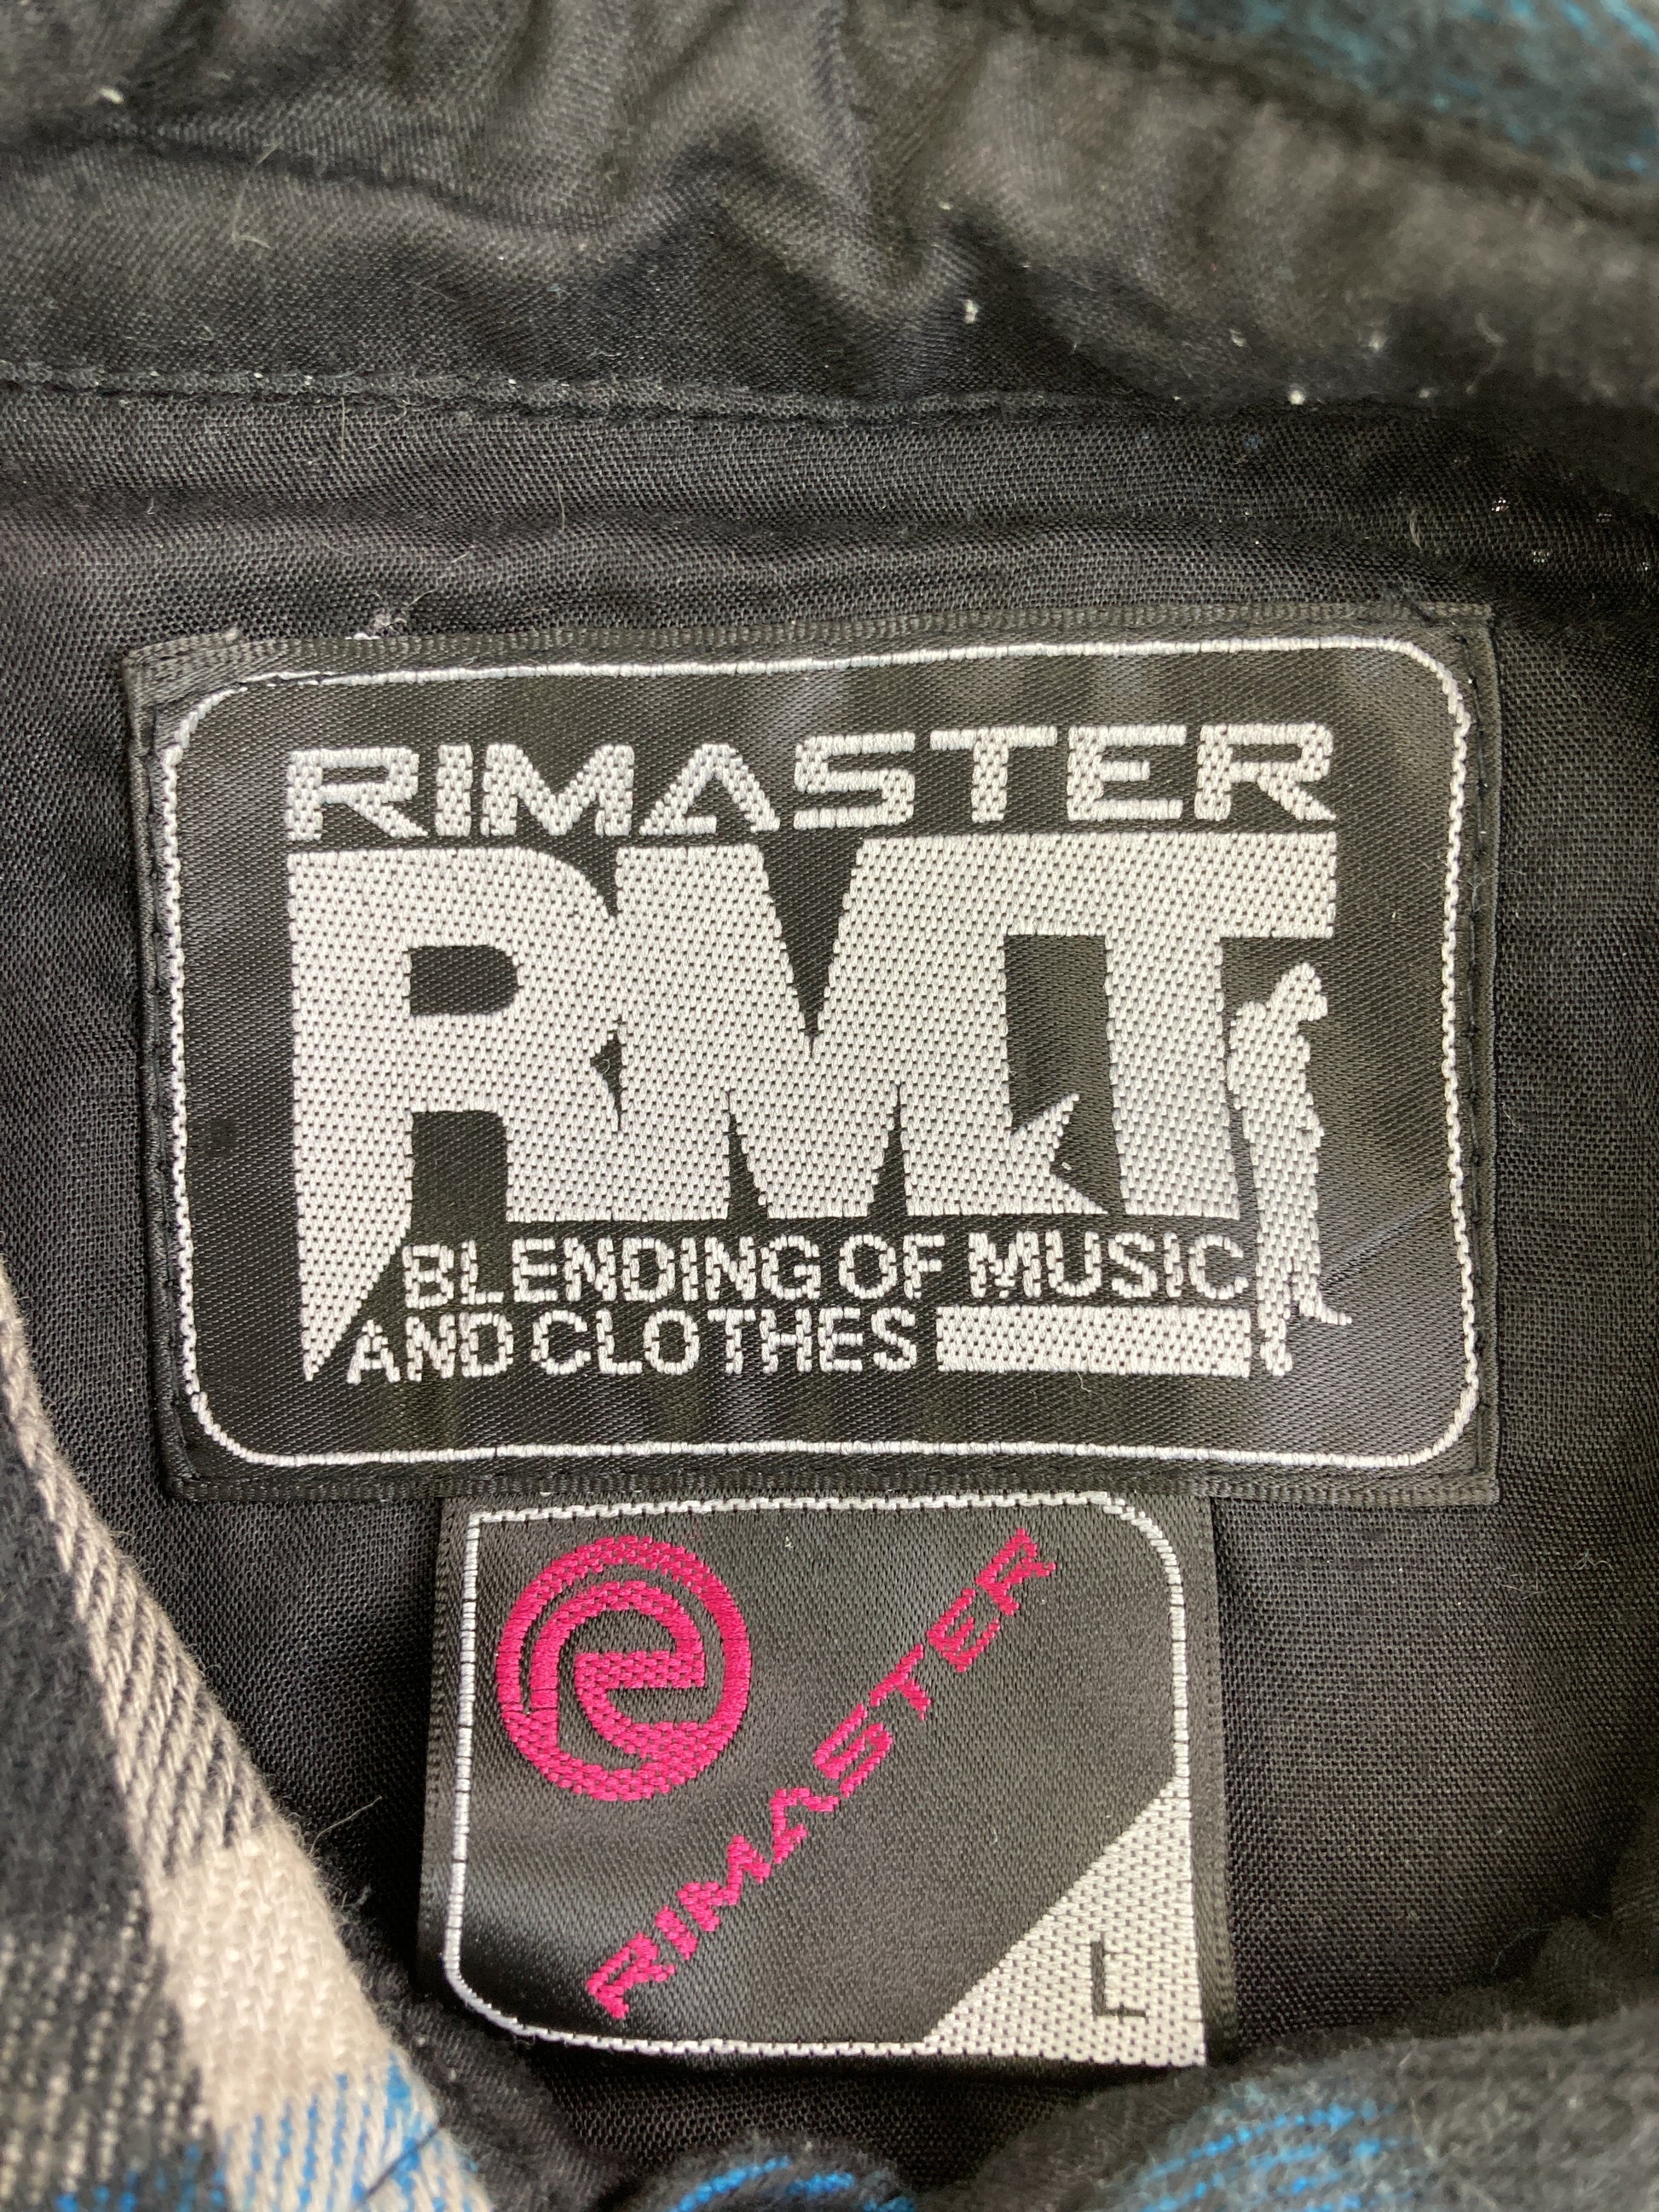 RIMASTER
RMT
BLENDING OF MUSIC
AND CLOTHES
e
RIMASTER
L